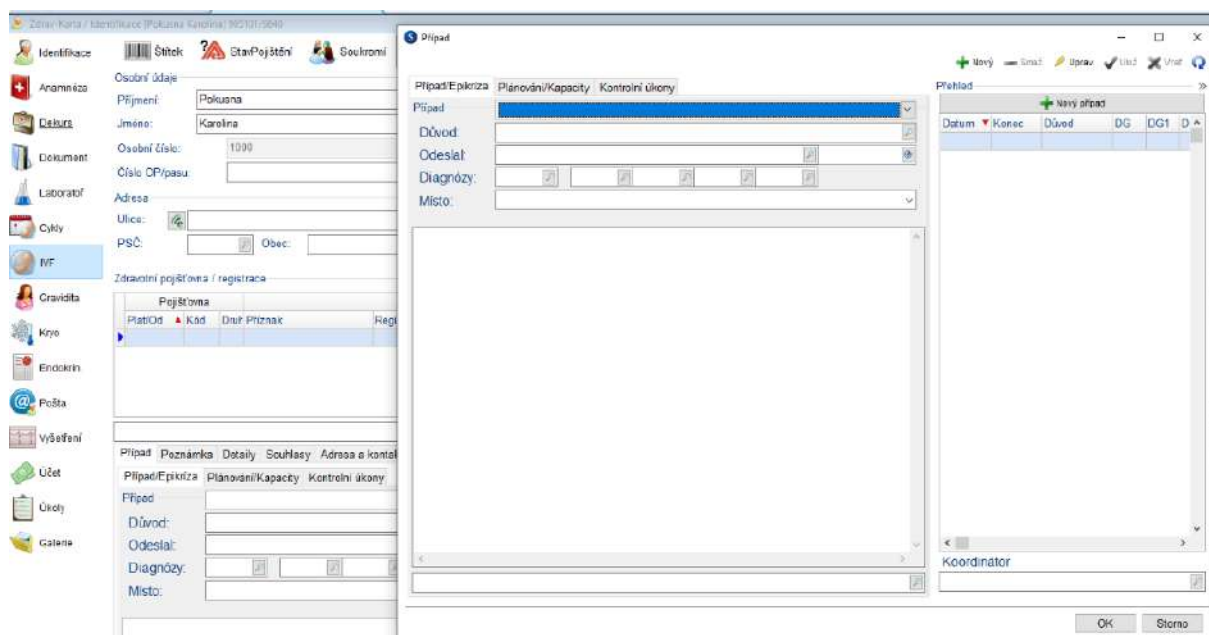 Zdrav-Karta / Identifikace [Pokusna Karolina]
Identifikace
Anamnéza
Dekurs
Dokument
Laboratoř
Cykly
IVF
Gravidita
Kryo
Endokrin
Pošta
Vyšetření
Účet
Úkoly
Galerie
Štítek StavPojištění Soukromí
Osobní údaje
Příjmení: Pokusna
Jméno: Karolina
Osobní číslo: 1000
Číslo OP/pasu:
Adresa
Ulice:
PSČ: Obec:
Zdravotní pojišťovna / registrace
Pojišťovna
PlatíOd Kód Druh Příznak Regi
Případ Poznámka Detaily Souhlasy Adresa a kontak
Případ/Epikríza Plánování/Kapacity Kontrolní úkony
Případ
Důvod:
Odeslal:
Diagnózy:
Místo:
Případ
Nový Smaž Uprav Ulož Vrať
Případ/Epikríza Plánování/Kapacity Kontrolní úkony
Případ
Důvod:
Odeslal:
Diagnózy:
Místo:
Přehled
Nový případ
Datum Konec Důvod DG DG1 D
Koordinátor
OK Storno